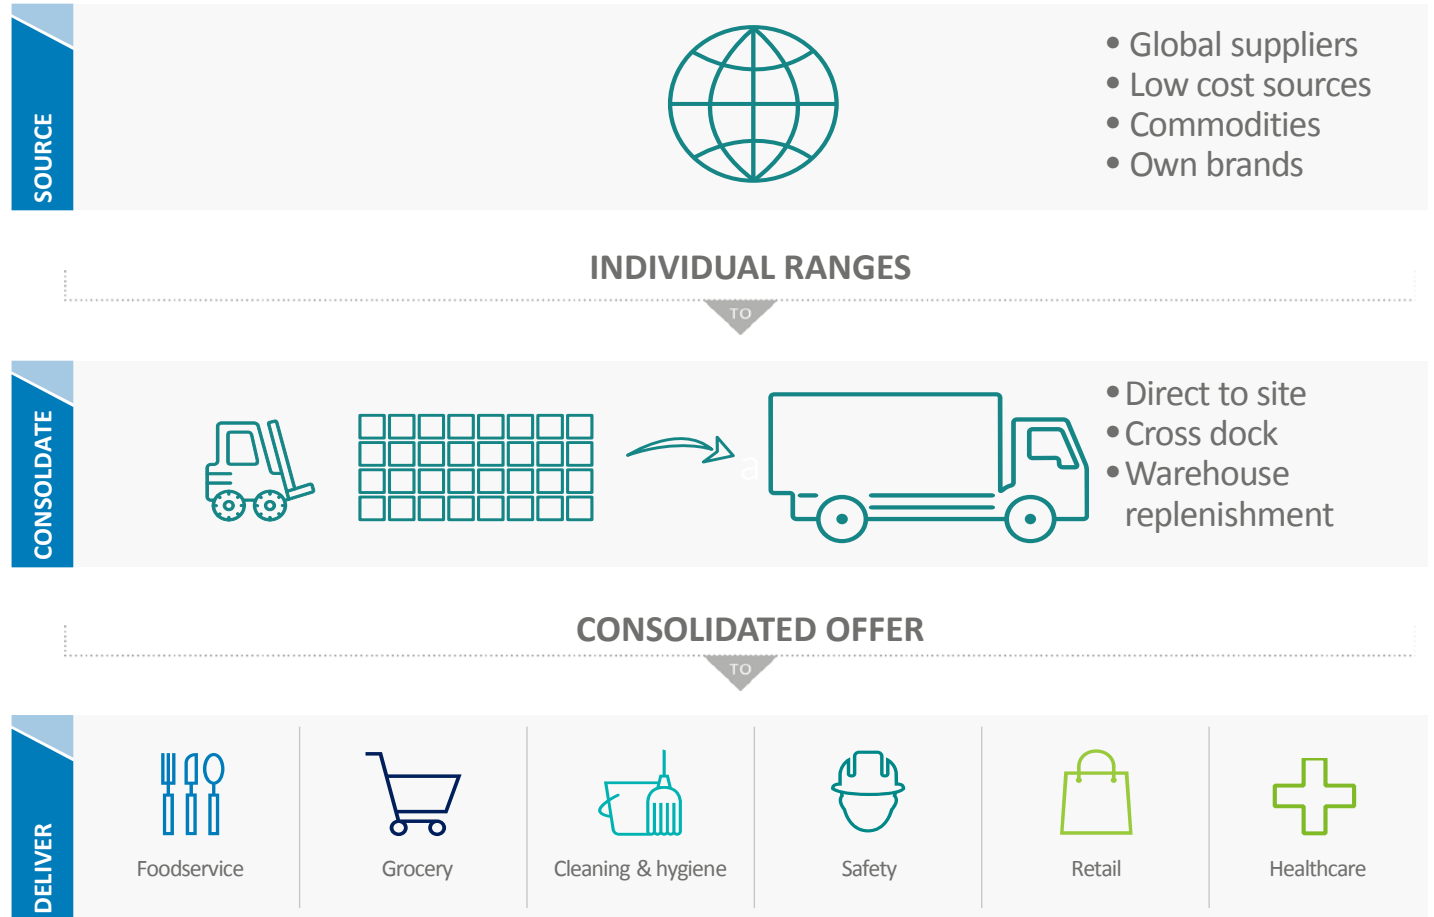 SOURCE
• Global suppliers
• Low cost sources
• Commodities
• Own brands
INDIVIDUAL RANGES
TO
CONSOLDATE
a
• Direct to site
• Cross dock
• Warehouse
replenishment
CONSOLIDATED OFFER
TO
DELIVER
Foodservice
Grocery
Cleaning & hygiene
Safety
Retail
Healthcare